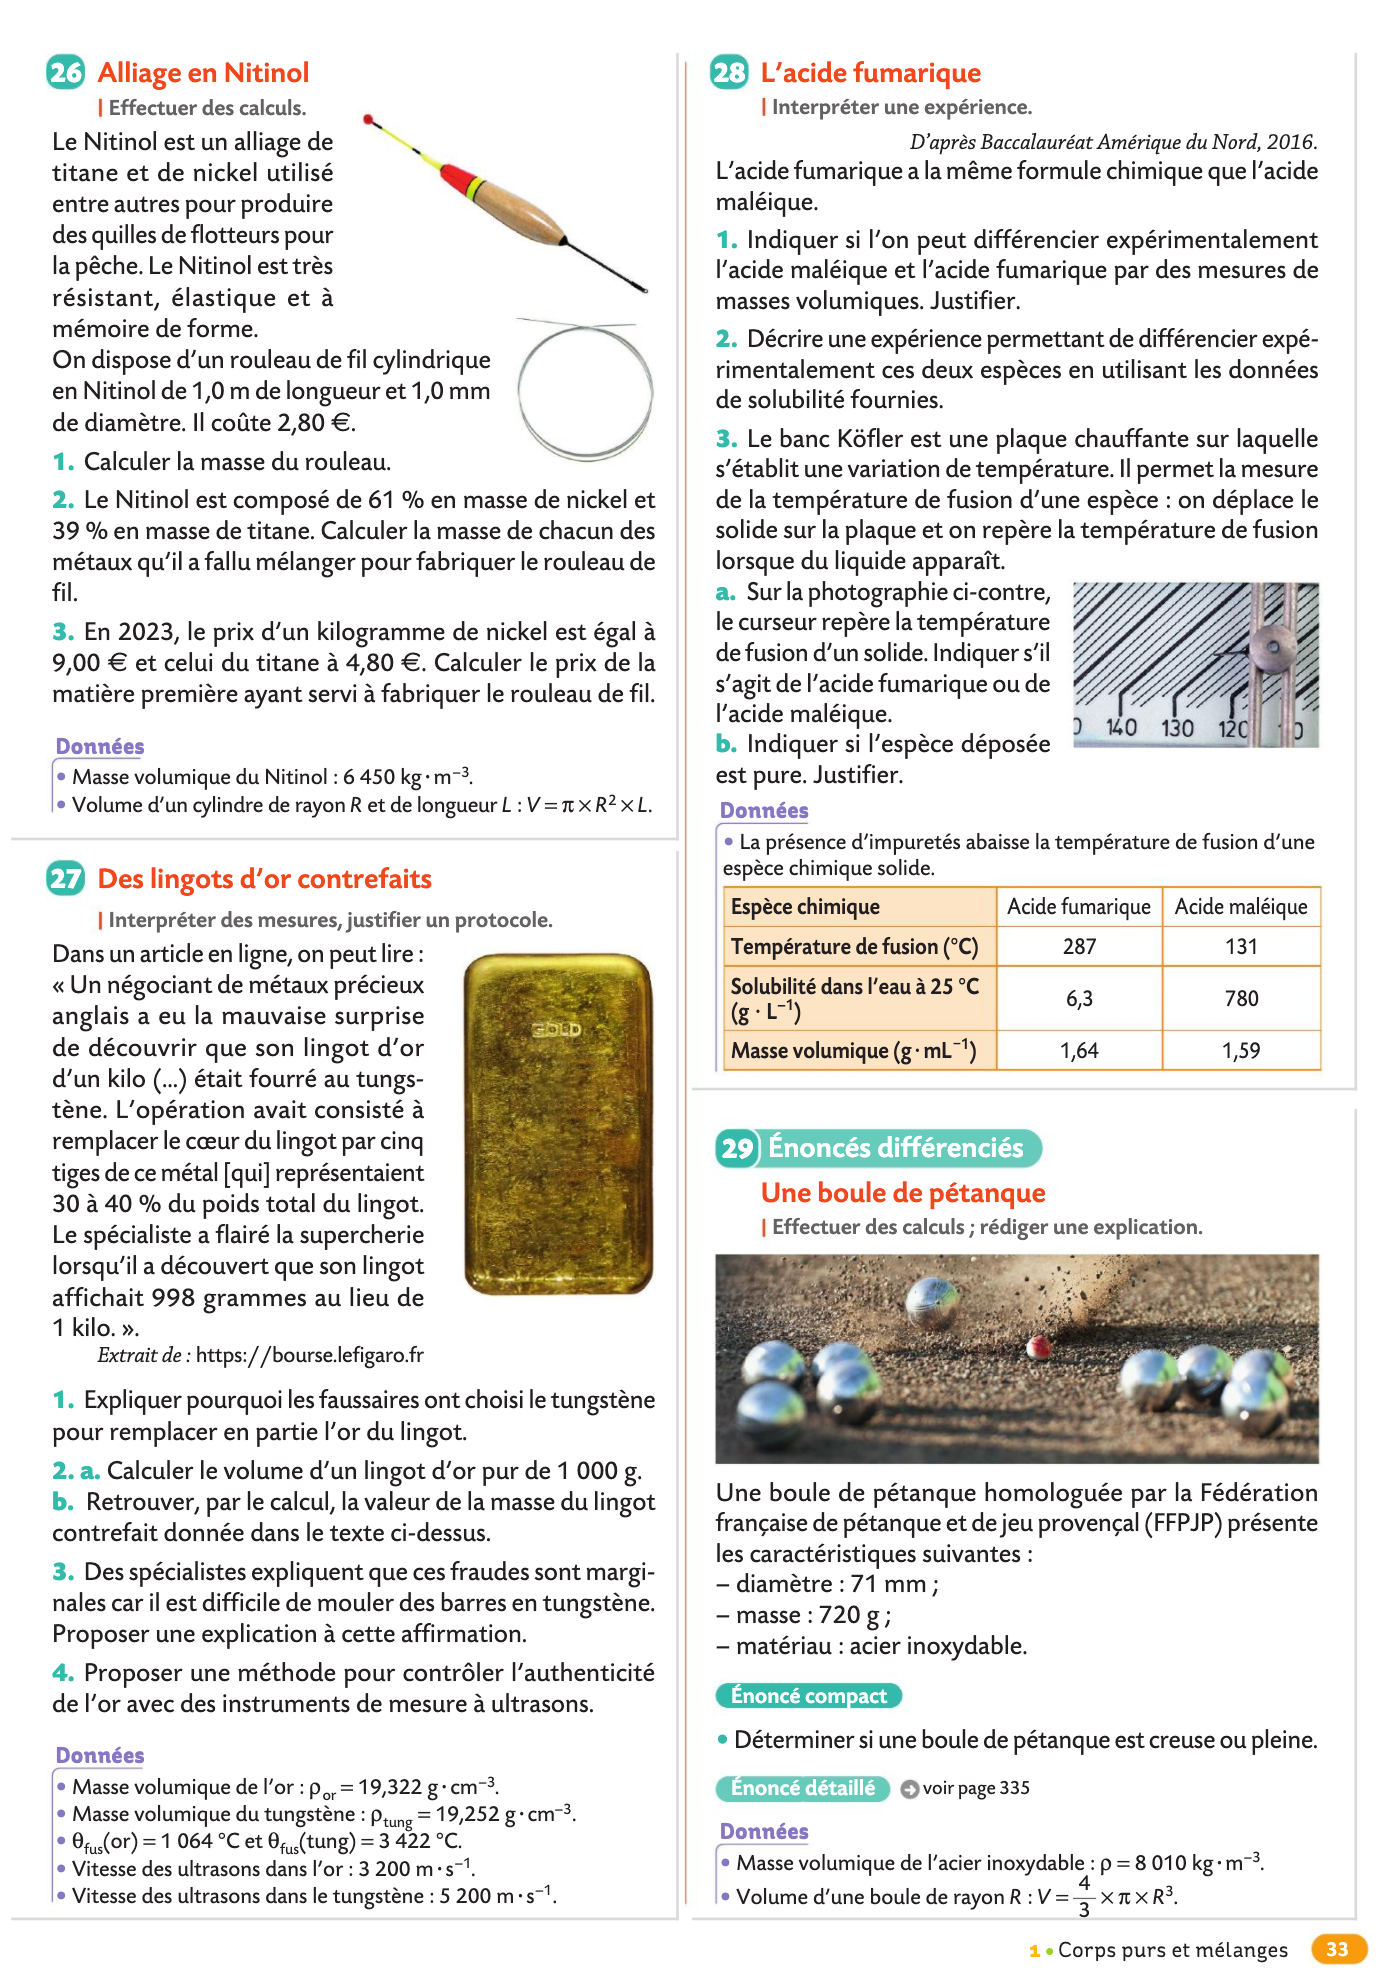 26 Alliage en Nitinol
| Effectuer des calculs.
Le Nitinol est un alliage de
titane et de nickel utilisé
entre autres pour produire
des quilles de flotteurs pour
la pêche. Le Nitinol est très
résistant, élastique et à
mémoire de forme.
On dispose d’un rouleau de fil cylindrique
en Nitinol de 1,0 m de longueur et 1,0 mm
de diamètre. Il coûte 2,80 €.
1. Calculer la masse du rouleau.
2. Le Nitinol est composé de 61 % en masse de nickel et
39 % en masse de titane. Calculer la masse de chacun des
métaux qu’il a fallu mélanger pour fabriquer le rouleau de
fil.
3. En 2023, le prix d’un kilogramme de nickel est égal à
9,00 € et celui du titane à 4,80 €. Calculer le prix de la
matière première ayant servi à fabriquer le rouleau de fil.
Données
• Masse volumique du Nitinol : 6 450 kg·m⁻³.
• Volume d’un cylindre de rayon R et de longueur L : V = π × R² × L.
27 Des lingots d’or contrefaits
| Interpréter des mesures, justifier un protocole.
Dans un article en ligne, on peut lire :
« Un négociant de métaux précieux
anglais a eu la mauvaise surprise
de découvrir que son lingot d’or
d’un kilo (...) était fourré au tungs-
tène. L’opération avait consisté à
remplacer le cœur du lingot par cinq
tiges de ce métal [qui] représentaient
30 à 40 % du poids total du lingot.
Le spécialiste a flairé la supercherie
lorsqu’il a découvert que son lingot
affichait 998 grammes au lieu de
1 kilo. ».
Extrait de : https://bourse.lefigaro.fr
GOLD
1. Expliquer pourquoi les faussaires ont choisi le tungstène
pour remplacer en partie l’or du lingot.
2. a. Calculer le volume d’un lingot d’or pur de 1 000 g.
b. Retrouver, par le calcul, la valeur de la masse du lingot
contrefait donnée dans le texte ci-dessus.
3. Des spécialistes expliquent que ces fraudes sont margi-
nales car il est difficile de mouler des barres en tungstène.
Proposer une explication à cette affirmation.
4. Proposer une méthode pour contrôler l’authenticité
de l’or avec des instruments de mesure à ultrasons.
Données
• Masse volumique de l’or : ρor = 19,322 g·cm⁻³.
• Masse volumique du tungstène : ρtung = 19,252 g·cm⁻³.
• θfus(or) = 1 064 °C et θfus(tung) = 3 422 °C.
• Vitesse des ultrasons dans l’or : 3 200 m·s⁻¹.
• Vitesse des ultrasons dans le tungstène : 5 200 m·s⁻¹.
28 L’acide fumarique
| Interpréter une expérience.
D’après Baccalauréat Amérique du Nord, 2016.
L’acide fumarique a la même formule chimique que l’acide
maléique.
1. Indiquer si l’on peut différencier expérimentalement
l’acide maléique et l’acide fumarique par des mesures de
masses volumiques. Justifier.
2. Décrire une expérience permettant de différencier expé-
rimentalement ces deux espèces en utilisant les données
de solubilité fournies.
3. Le banc Köfler est une plaque chauffante sur laquelle
s’établit une variation de température. Il permet la mesure
de la température de fusion d’une espèce : on déplace le
solide sur la plaque et on repère la température de fusion
lorsque du liquide apparaît.
a. Sur la photographie ci-contre,
le curseur repère la température
de fusion d’un solide. Indiquer s’il
s’agit de l’acide fumarique ou de
l’acide maléique.
b. Indiquer si l’espèce déposée
est pure. Justifier.
140 130 120
Données
• La présence d’impuretés abaisse la température de fusion d’une
espèce chimique solide.
Espèce chimique Acide fumarique Acide maléique
Température de fusion (°C) 287 131
Solubilité dans l’eau à 25 °C
(g · L⁻¹) 6,3 780
Masse volumique (g·mL⁻¹) 1,64 1,59
29 Énoncés différenciés
Une boule de pétanque
| Effectuer des calculs ; rédiger une explication.
Une boule de pétanque homologuée par la Fédération
française de pétanque et de jeu provençal (FFPJP) présente
les caractéristiques suivantes :
– diamètre : 71 mm ;
– masse : 720 g ;
– matériau : acier inoxydable.
Énoncé compact
• Déterminer si une boule de pétanque est creuse ou pleine.
Énoncé détaillé ➔ voir page 335
Données
• Masse volumique de l’acier inoxydable : ρ = 8 010 kg·m⁻³.
• Volume d’une boule de rayon R : V = 4/3 × π × R³.
1 • Corps purs et mélanges 33